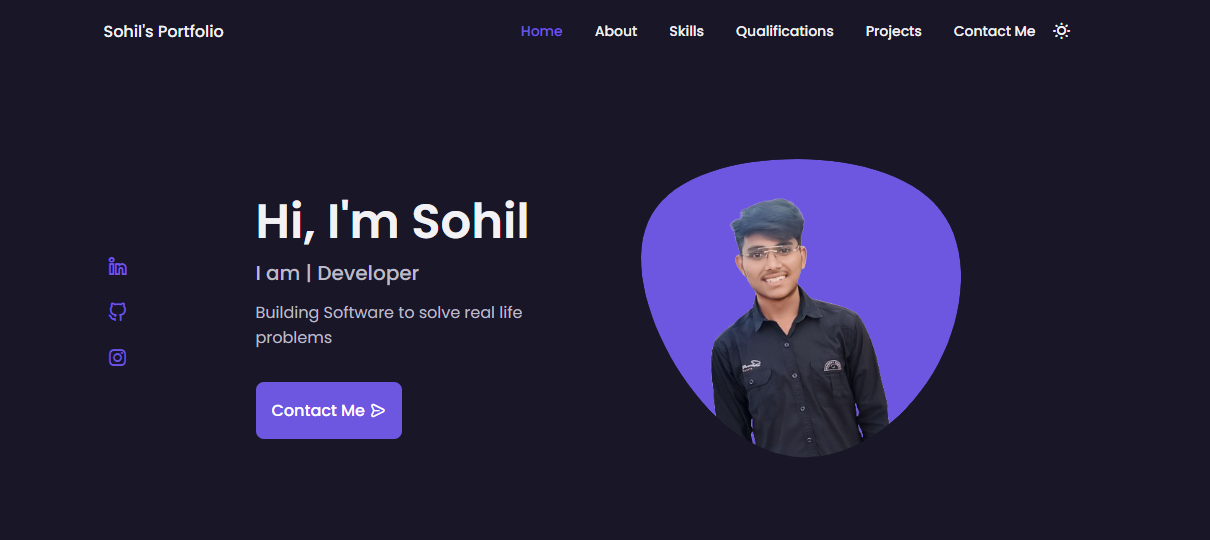 Sohil's Portfolio
Home About Skills Qualifications Projects Contact Me
Hi, I'm Sohil
I am | Developer
Building Software to solve real life
problems
Contact Me